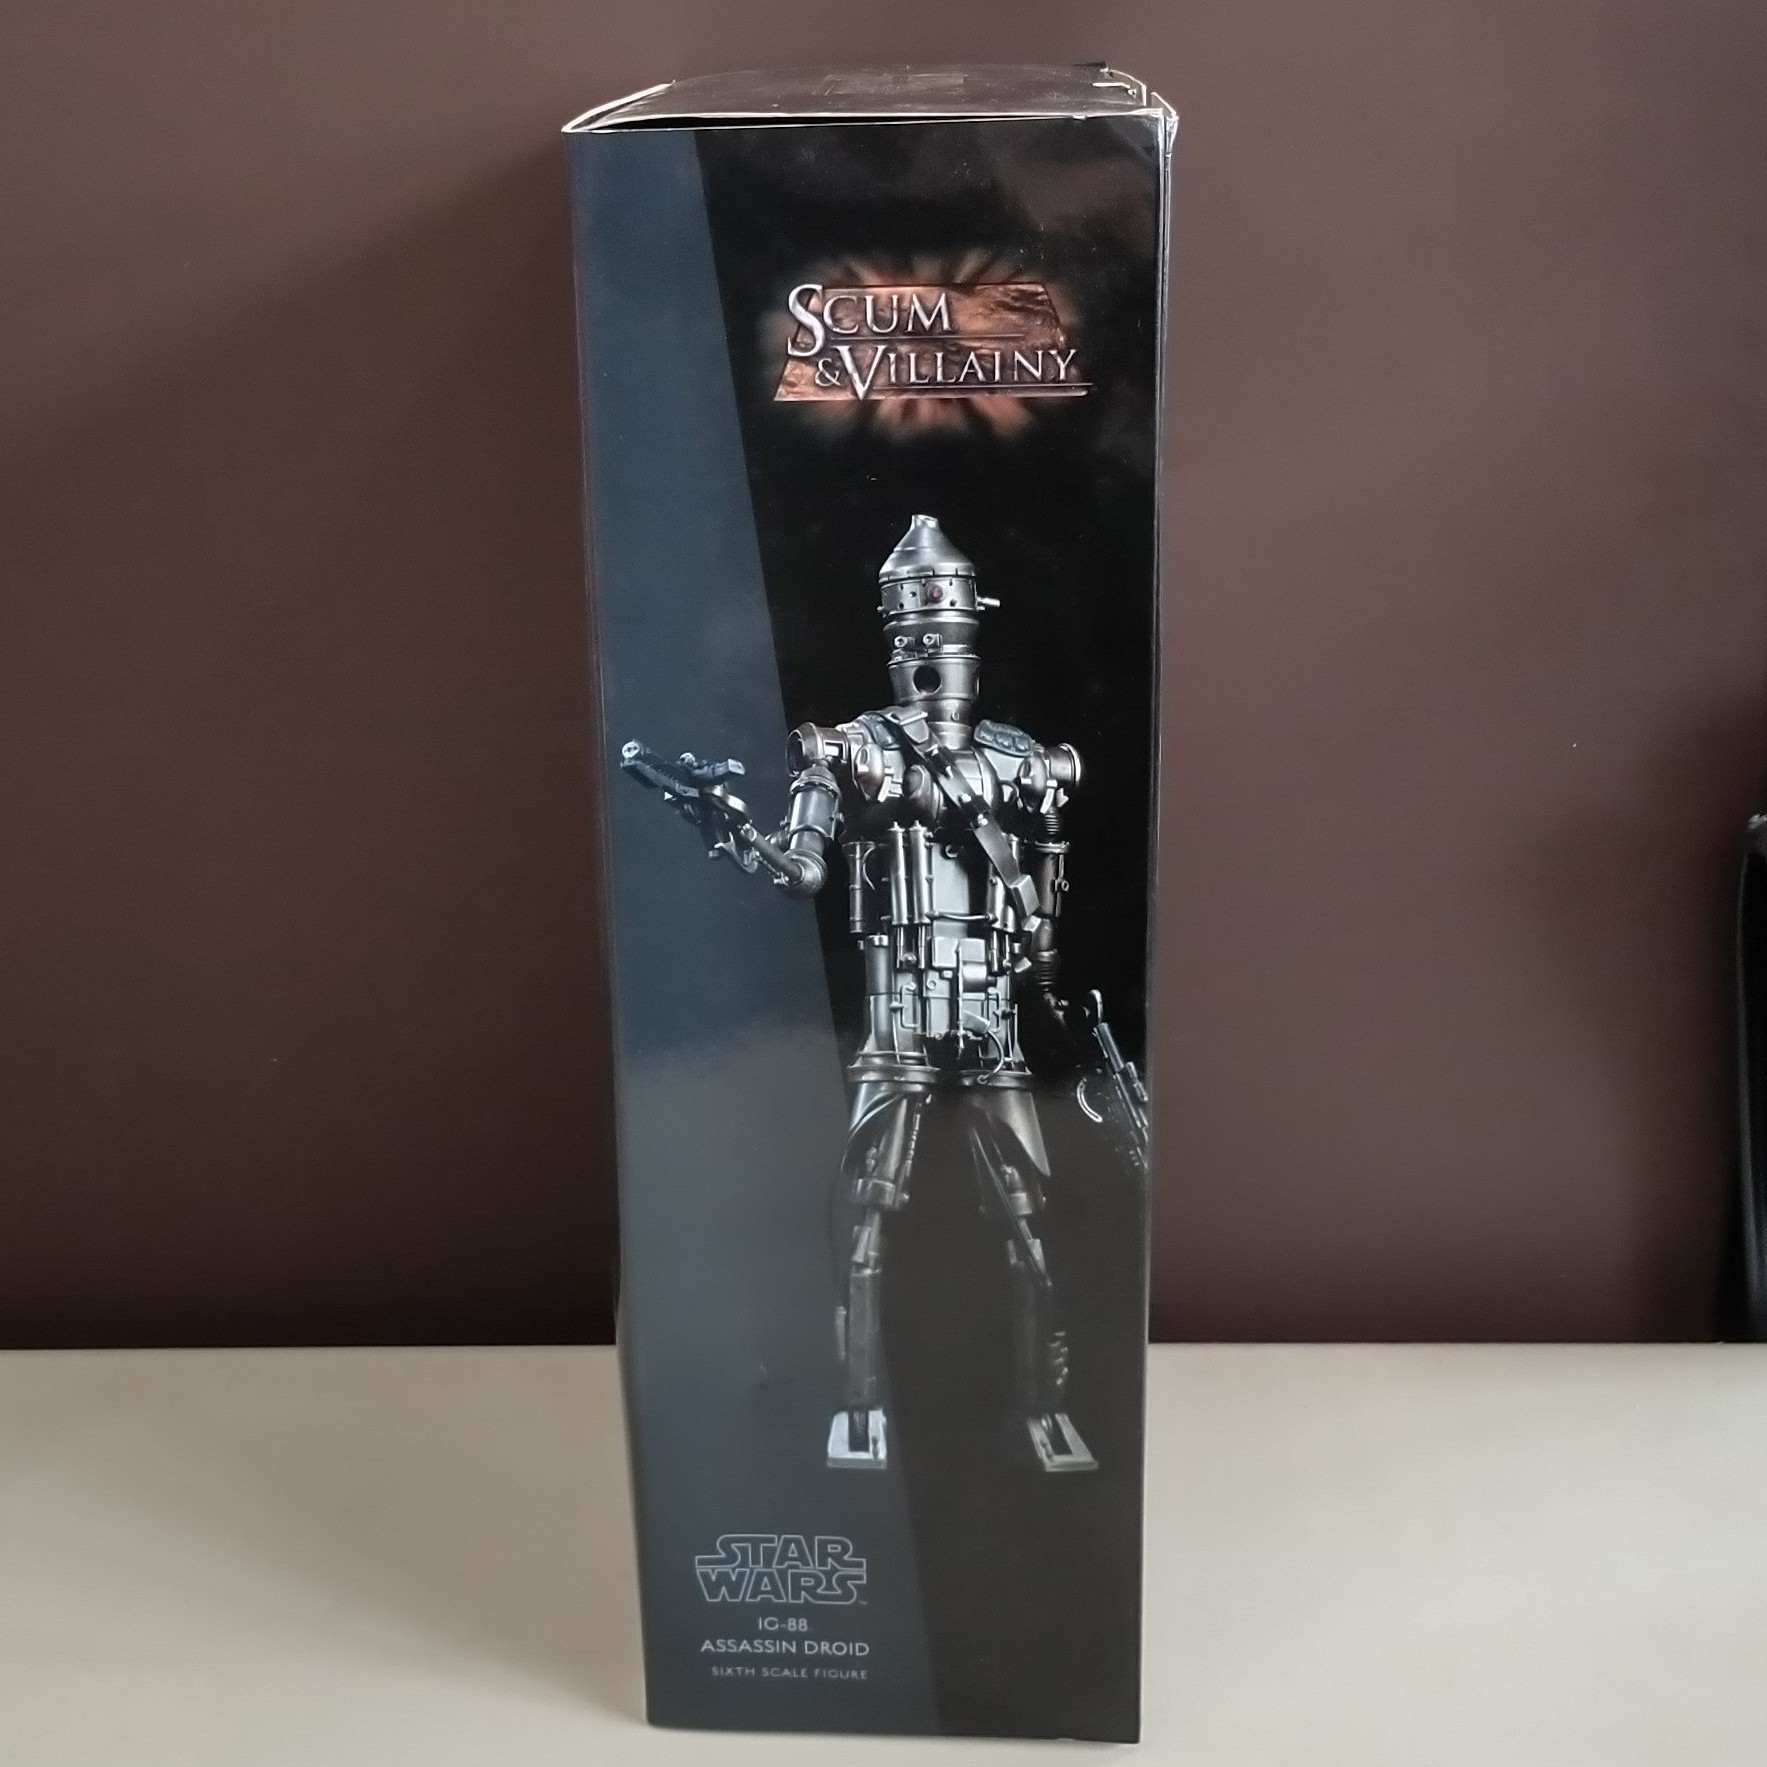 SCUM
& VILLAINY
STAR
WARS
IG-88
ASSASSIN DROID
SIXTH SCALE FIGURE